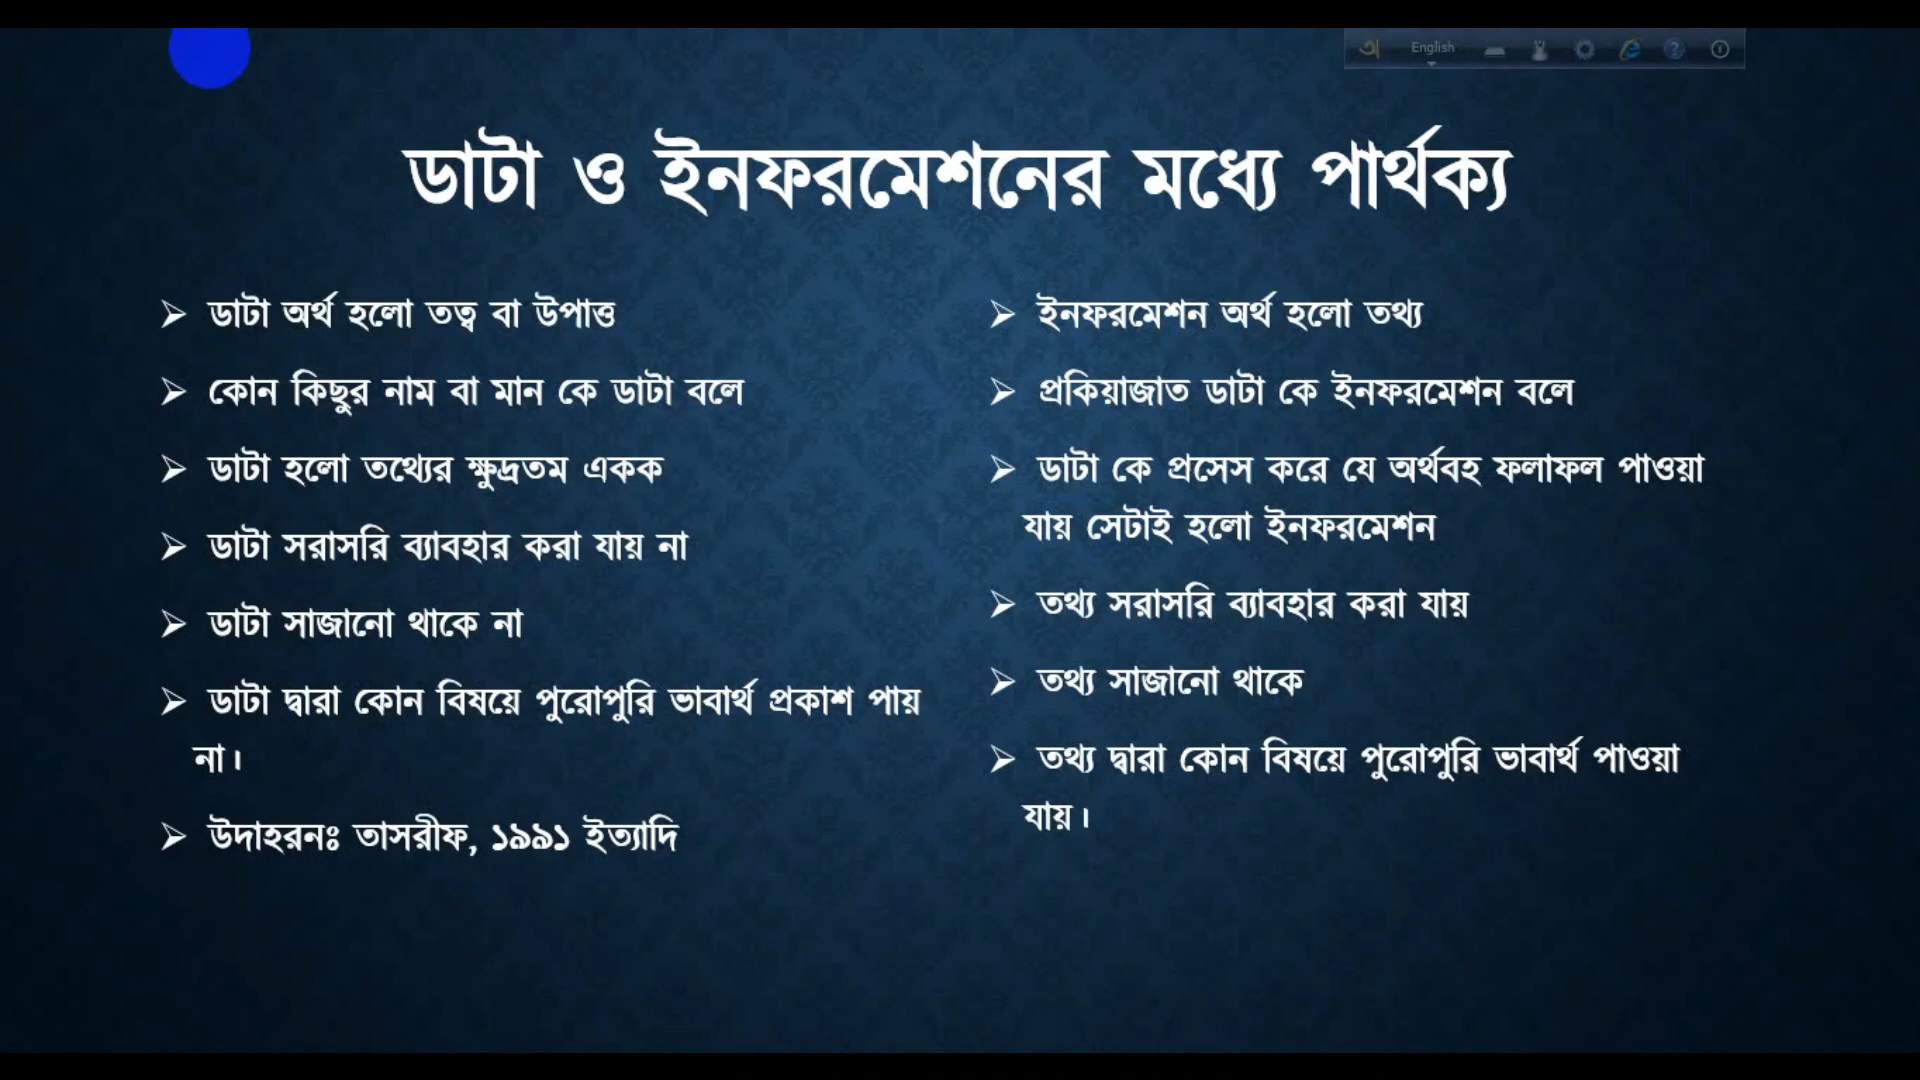 English
ডাটা ও ইনফরমেশনের মধ্যে পার্থক্য
➢ ডাটা অর্থ হলো তত্ব বা উপাত্ত
➢ কোন কিছুর নাম বা মান কে ডাটা বলে
➢ ডাটা হলো তথ্যের ক্ষুদ্রতম একক
➢ ডাটা সরাসরি ব্যাবহার করা যায় না
➢ ডাটা সাজানো থাকে না
➢ ডাটা দ্বারা কোন বিষয়ে পুরোপুরি ভাবার্থ প্রকাশ পায়
না।
➢ উদাহরনঃ তাসরীফ, ১৯৯১ ইত্যাদি
➢ ইনফরমেশন অর্থ হলো তথ্য
➢ প্রকিয়াজাত ডাটা কে ইনফরমেশন বলে
➢ ডাটা কে প্রসেস করে যে অর্থবহ ফলাফল পাওয়া
যায় সেটাই হলো ইনফরমেশন
➢ তথ্য সরাসরি ব্যাবহার করা যায়
➢ তথ্য সাজানো থাকে
➢ তথ্য দ্বারা কোন বিষয়ে পুরোপুরি ভাবার্থ পাওয়া
যায়।